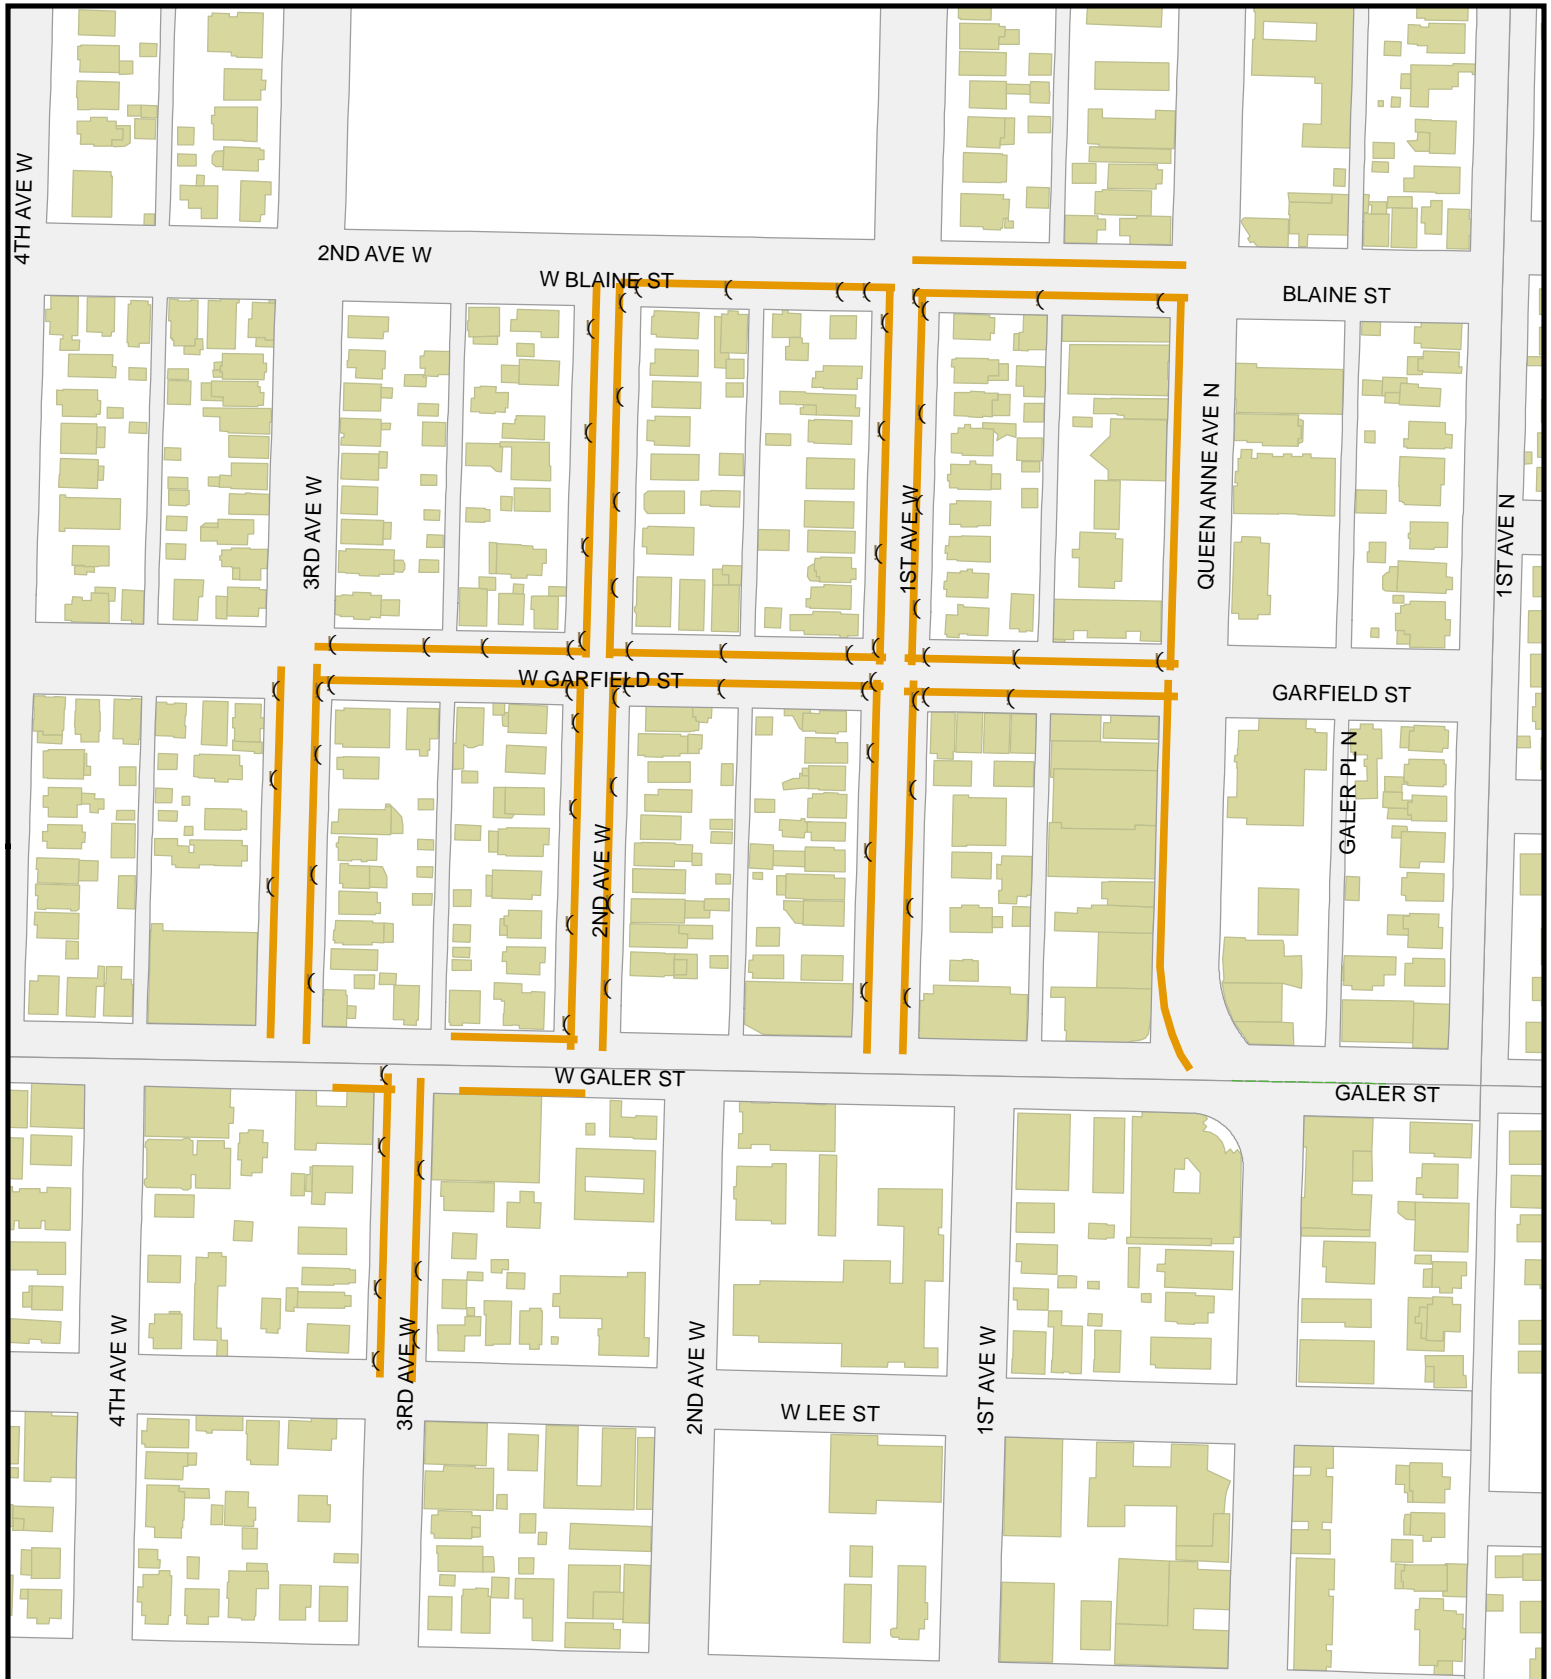 4TH AVE W
2ND AVE W
W BLAINE ST
BLAINE ST
3RD AVE W
1ST AVE W
QUEEN ANNE AVE N
1ST AVE N
W GARFIELD ST
GARFIELD ST
2ND AVE W
GALER PL N
W GALER ST
GALER ST
4TH AVE W
3RD AVE W
2ND AVE W
1ST AVE W
W LEE ST